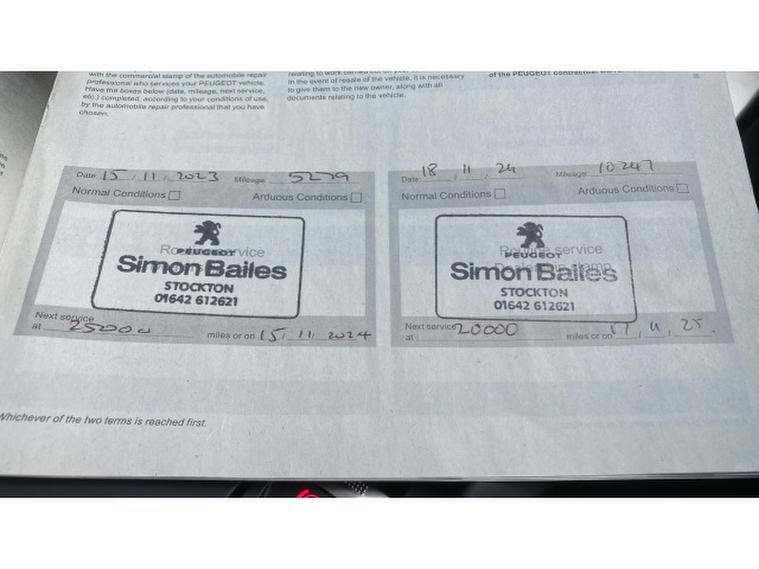 with the commercial stamp of the automobile repair
professional who services your PEUGEOT vehicle.
Have the boxes below (date, mileage, next service,
etc.) completed, according to your conditions of use,
by the automobile repair professional that you have
chosen.
relating to work carried out on
In the event of resale of the vehicle, it is necessary
to give them to the new owner, along with all
documents relating to the vehicle.
of the PEUGEOT contractual
Date 15, 11, 2023 Mileage 5279
Normal Conditions Arduous Conditions
Routine service
PEUGEOT
Simon Bailes
STOCKTON
01642 612621
Next service
at 25000 miles or on 15, 11, 2024
Date 18, 11, 24 Mileage 10247
Normal Conditions Arduous Conditions
Routine service
PEUGEOT
Simon Bailes
STOCKTON
01642 612621
Next service
at 20000 miles or on 17, 11, 25.
Whichever of the two terms is reached first.